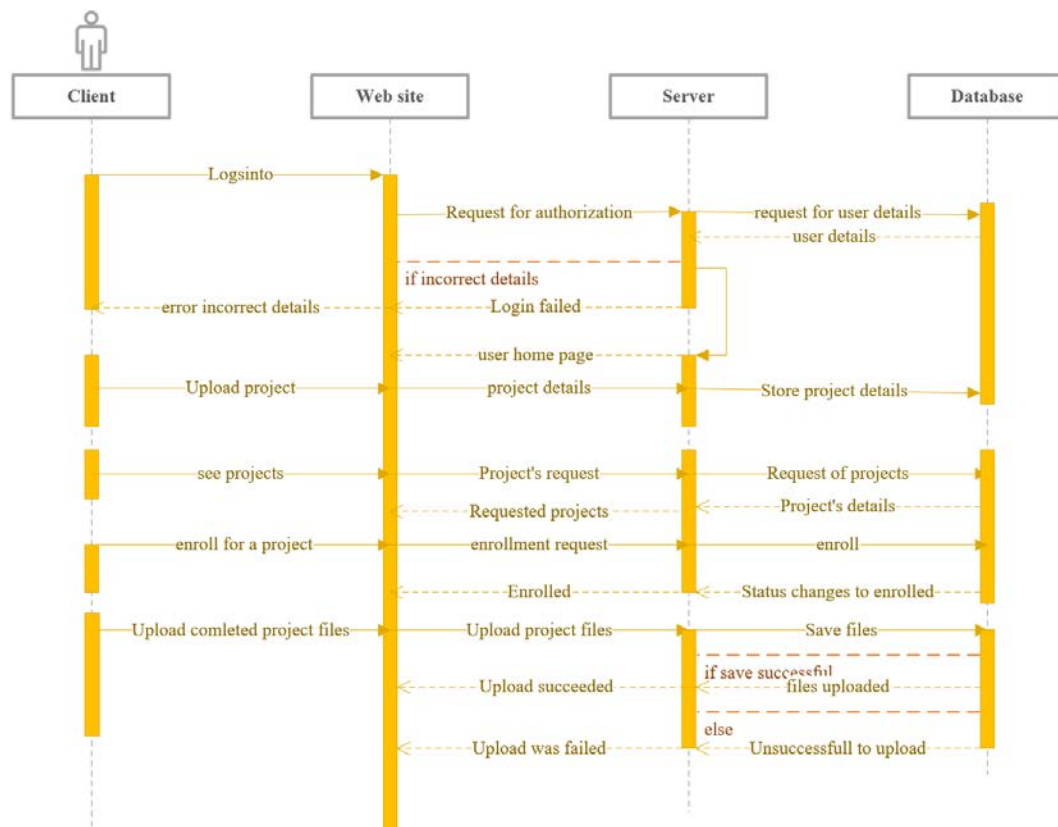 Client
Web site
Server
Database
Logsinto
Request for authorization
request for user details
user details
if incorrect details
error incorrect details
Login failed
user home page
Upload project
project details
Store project details
see projects
Project's request
Request of projects
Project's details
Requested projects
enroll for a project
enrollment request
enroll
Enrolled
Status changes to enrolled
Upload comleted project files
Upload project files
Save files
if save successful
Upload succeeded
files uploaded
else
Upload was failed
Unsuccessfull to upload